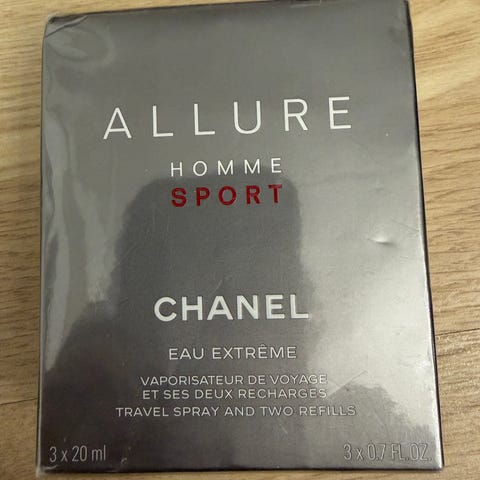 ALLURE
HOMME
SPORT
CHANEL
EAU EXTRÊME
VAPORISATEUR DE VOYAGE
ET SES DEUX RECHARGES
TRAVEL SPRAY AND TWO REFILLS
3 x 20 ml 3 x 0.7 FL.OZ.